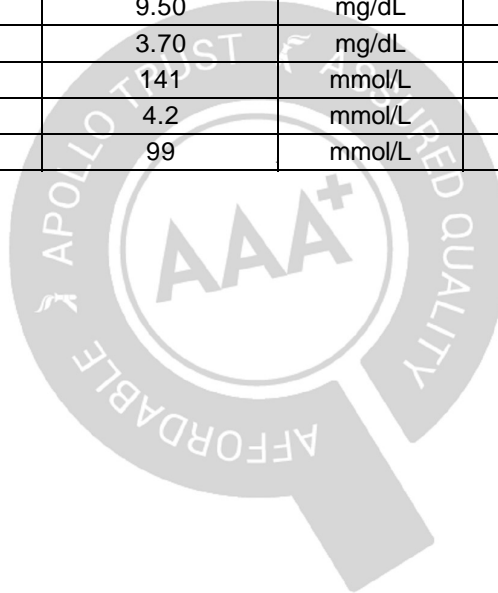 9.50 mg/dL
3.70 mg/dL
141 mmol/L
4.2 mmol/L
99 mmol/L
APOLLO TRUST ASSURED QUALITY AFFORDABLE
AAA+